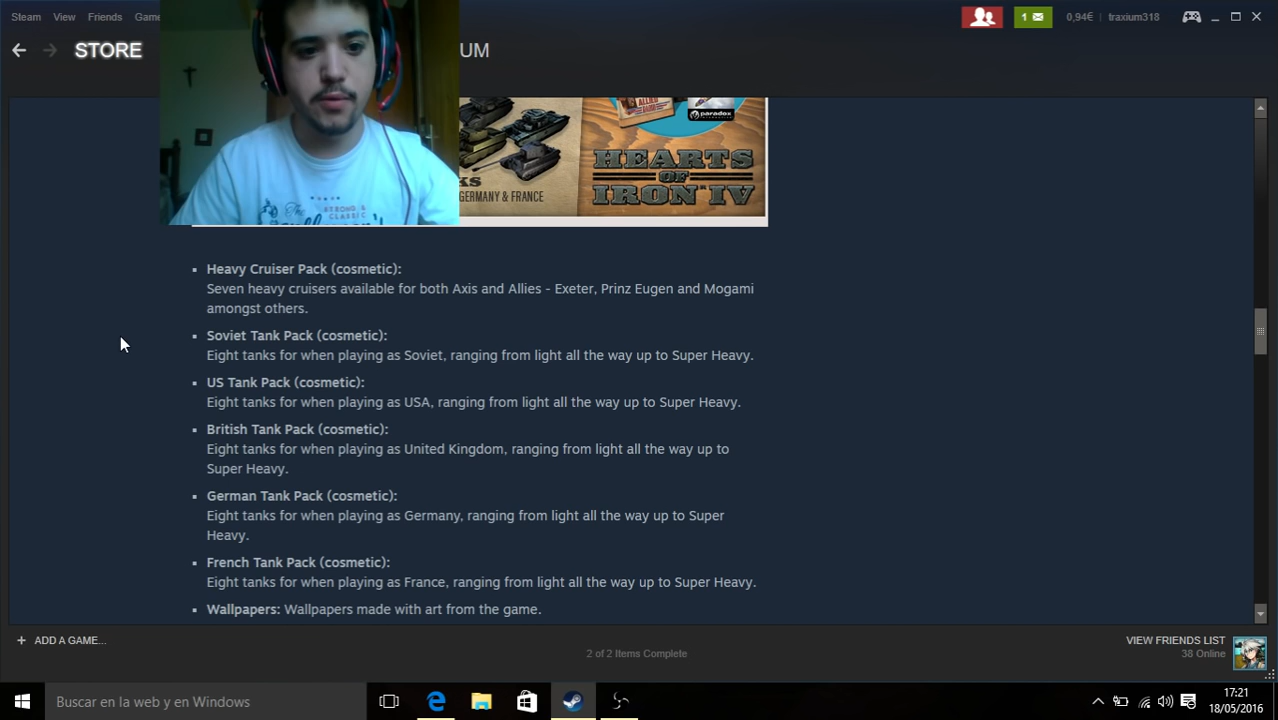 Steam View Friends Game
1
0,94€ | traxium318
STORE
UM
KS
GERMANY & FRANCE
paradox
HEARTS
OF
IRON IV
Heavy Cruiser Pack (cosmetic):
Seven heavy cruisers available for both Axis and Allies - Exeter, Prinz Eugen and Mogami
amongst others.
Soviet Tank Pack (cosmetic):
Eight tanks for when playing as Soviet, ranging from light all the way up to Super Heavy.
US Tank Pack (cosmetic):
Eight tanks for when playing as USA, ranging from light all the way up to Super Heavy.
British Tank Pack (cosmetic):
Eight tanks for when playing as United Kingdom, ranging from light all the way up to
Super Heavy.
German Tank Pack (cosmetic):
Eight tanks for when playing as Germany, ranging from light all the way up to Super
Heavy.
French Tank Pack (cosmetic):
Eight tanks for when playing as France, ranging from light all the way up to Super Heavy.
Wallpapers: Wallpapers made with art from the game.
The
STRONG &
CLASSIC
+ ADD A GAME...
2 of 2 Items Complete
VIEW FRIENDS LIST
38 Online
Buscar en la web y en Windows
17:21
18/05/2016